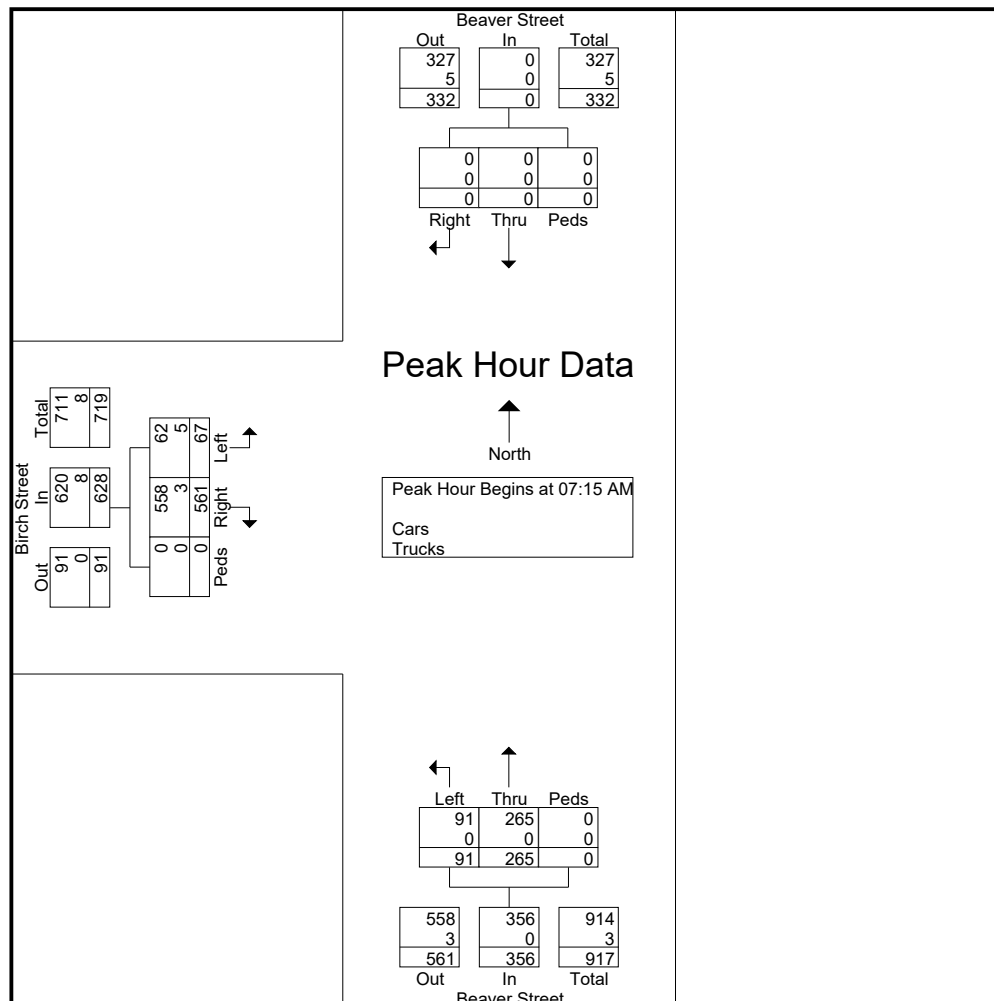 Beaver Street
Out In Total
327 0 327
5 0 5
332 0 332
0 0 0
0 0 0
0 0 0
Right Thru Peds
Peak Hour Data
North
Peak Hour Begins at 07:15 AM
Cars
Trucks
Birch Street
Out In Total
91 620 711
0 8 8
91 628 719
0 558 62
0 3 5
0 561 67
Peds Right Left
Left Thru Peds
91 265 0
0 0 0
91 265 0
558 356 914
3 0 3
561 356 917
Out In Total
Beaver Street